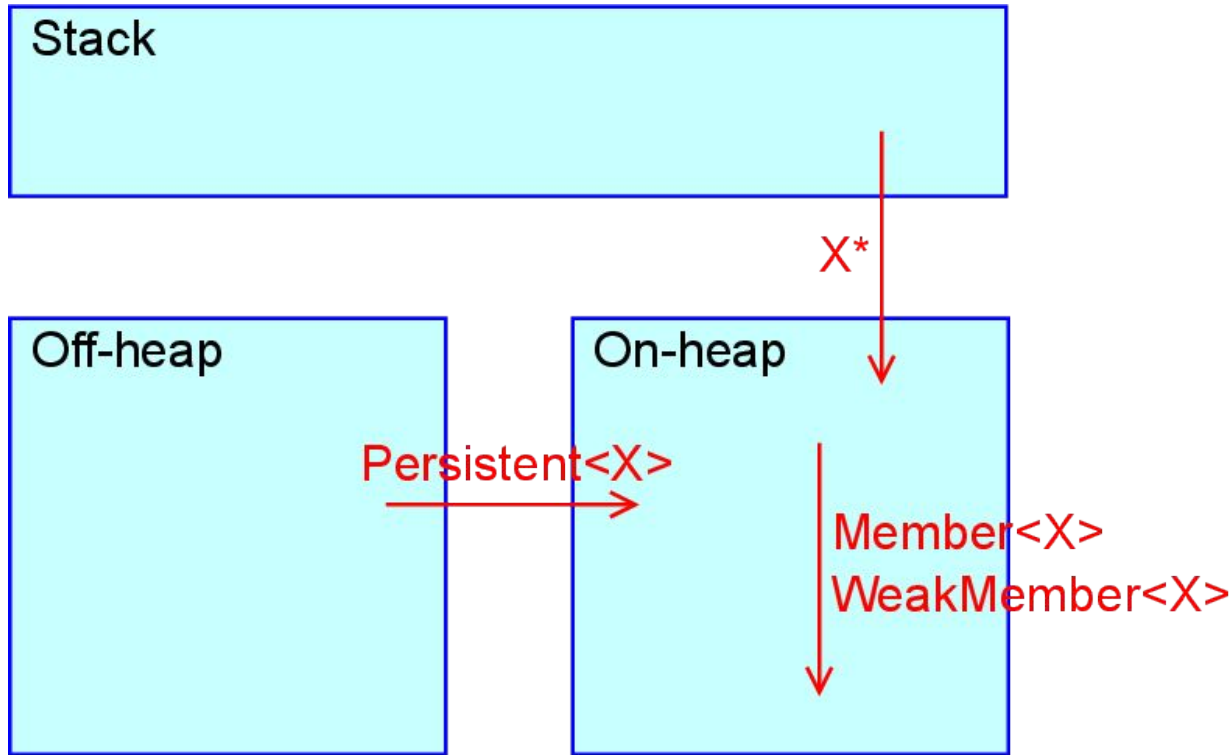 Stack
X*
Off-heap
On-heap
Persistent<X>
Member<X>
WeakMember<X>